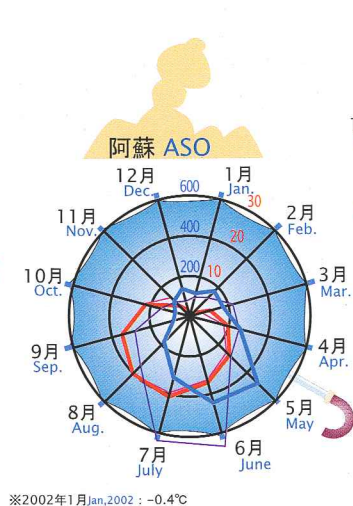 阿蘇 ASO
12月
Dec.
1月
Jan.
2月
Feb.
3月
Mar.
4月
Apr.
5月
May
6月
June
7月
July
8月
Aug.
9月
Sep.
10月
Oct.
11月
Nov.
600
400
200
30
20
10
※2002年1月Jan,2002：-0.4℃